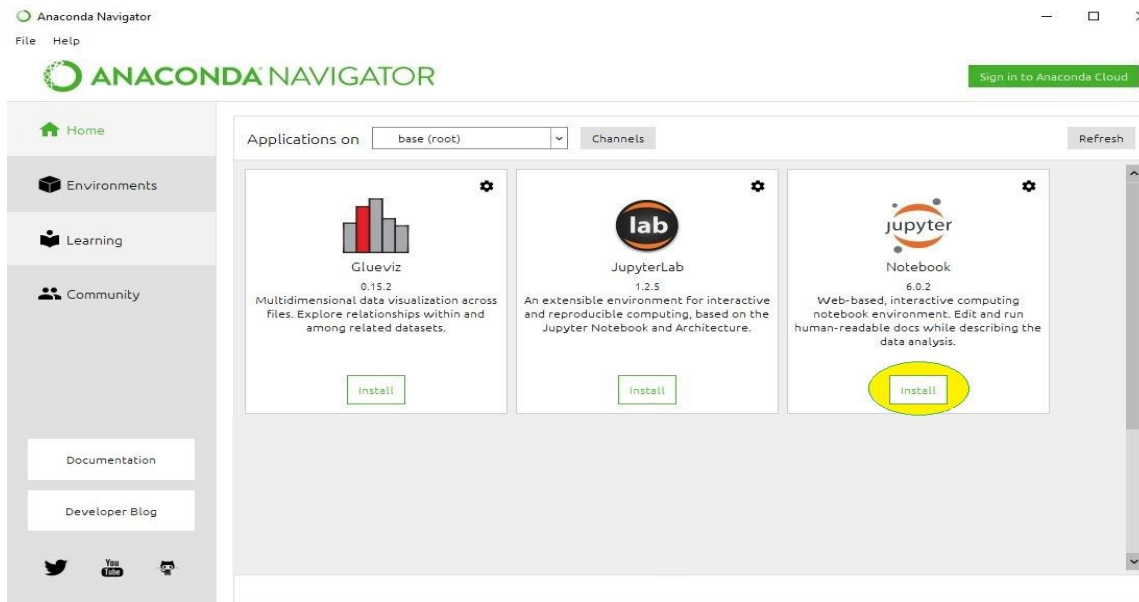 Anaconda Navigator
File Help
ANACONDA NAVIGATOR
Sign in to Anaconda Cloud
Home
Environments
Learning
Community
Documentation
Developer Blog
You
Tube
Applications on base (root) Channels Refresh
Glueviz
0.15.2
Multidimensional data visualization across
files. Explore relationships within and
among related datasets.
Install
lab
JupyterLab
1.2.5
An extensible environment for interactive
and reproducible computing, based on the
Jupyter Notebook and Architecture.
Install
jupyter
Notebook
6.0.2
Web-based, interactive computing
notebook environment. Edit and run
human-readable docs while describing the
data analysis.
Install